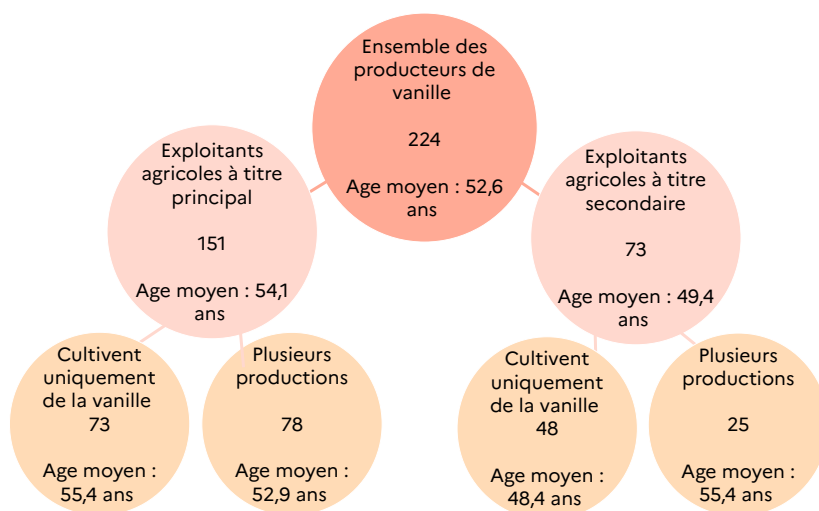 Ensemble des
producteurs de
vanille
224
Age moyen : 52,6
ans
Exploitants
agricoles à titre
principal
151
Age moyen : 54,1
ans
Exploitants
agricoles à titre
secondaire
73
Age moyen : 49,4
ans
Cultivent
uniquement
de la vanille
73
Age moyen :
55,4 ans
Plusieurs
productions
78
Age moyen :
52,9 ans
Cultivent
uniquement
de la vanille
48
Age moyen :
48,4 ans
Plusieurs
productions
25
Age moyen :
55,4 ans